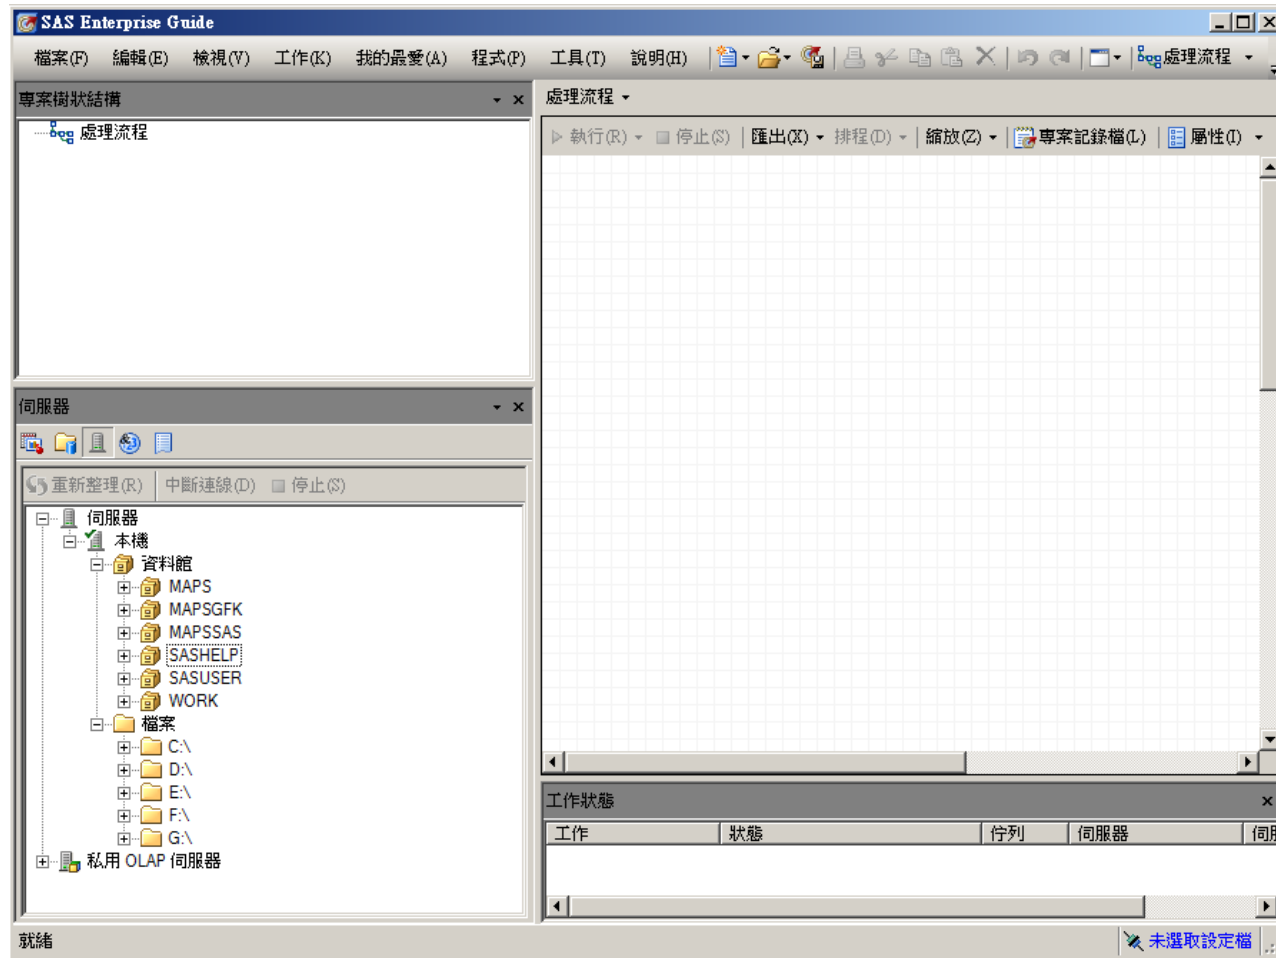 SAS Enterprise Guide
檔案(F) 編輯(E) 檢視(V) 工作(K) 我的最愛(A) 程式(P) 工具(T) 說明(H) 處理流程
專案樹狀結構
處理流程
處理流程
執行(R) 停止(S) 匯出(X) 排程(D) 縮放(Z) 專案記錄檔(L) 屬性(I)
伺服器
重新整理(R) 中斷連線(D) 停止(S)
伺服器
本機
資料館
MAPS
MAPSGFK
MAPSSAS
SASHELP
SASUSER
WORK
檔案
C:\
D:\
E:\
F:\
G:\
私用 OLAP 伺服器
工作狀態
工作 狀態 佇列 伺服器 伺服
就緒
未選取設定檔